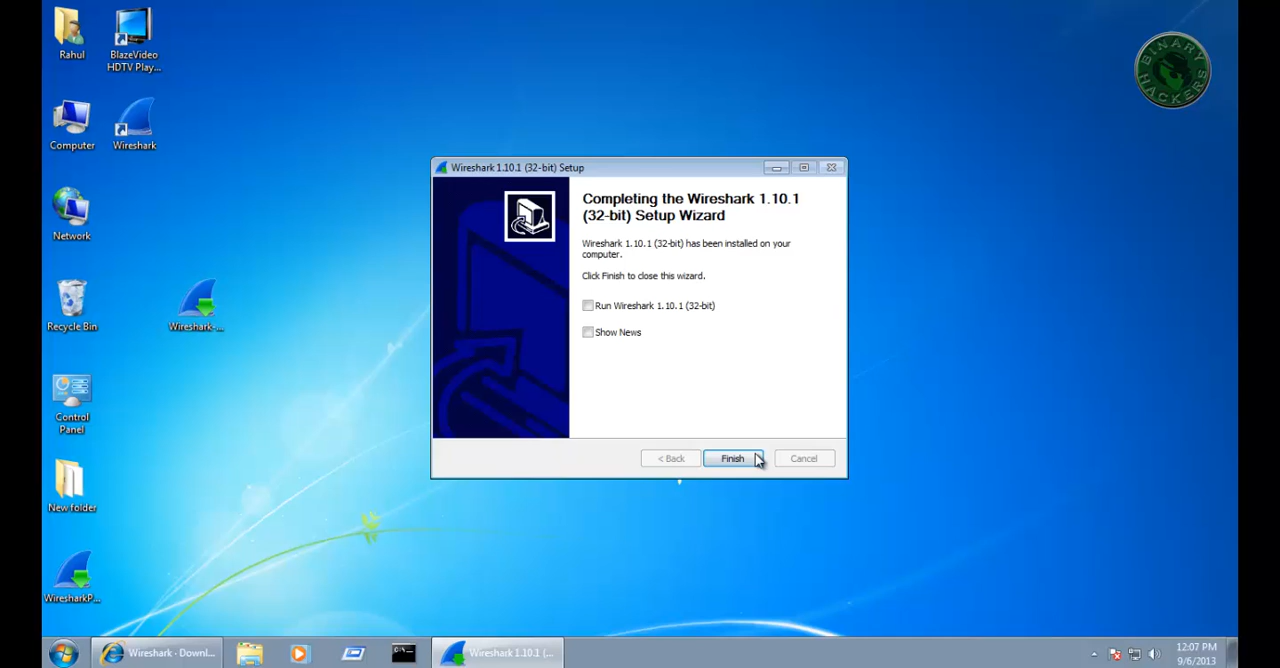 Rahul
BlazeVideo
HDTV Play...
BINARY
HACKERS
Computer
Wireshark
Wireshark 1.10.1 (32-bit) Setup
Completing the Wireshark 1.10.1
(32-bit) Setup Wizard
Network
Wireshark 1.10.1 (32-bit) has been installed on your
computer.
Click Finish to close this wizard.
Run Wireshark 1.10.1 (32-bit)
Recycle Bin
Wireshark-...
Show News
Control
Panel
< Back
Finish
Cancel
New folder
WiresharkP...
Wireshark · Downl...
C:\.
Wireshark 1.10.1 (...
12:07 PM
9/6/2013